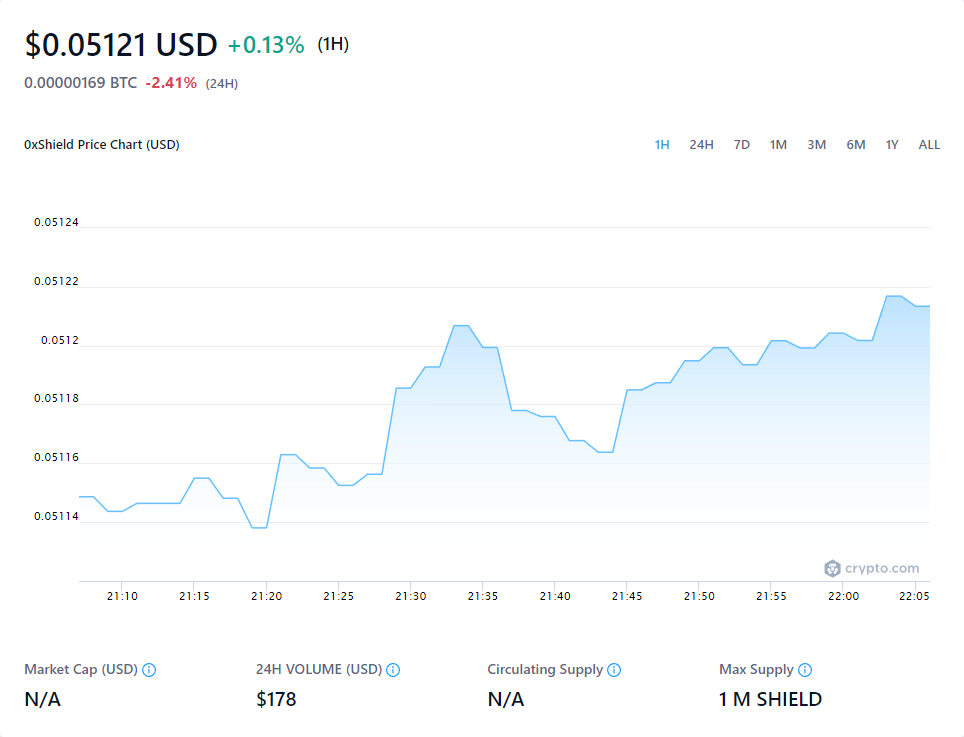 $0.05121 USD +0.13% (1H)
0.00000169 BTC -2.41% (24H)
0xShield Price Chart (USD)
1H 24H 7D 1M 3M 6M 1Y ALL
0.05124
0.05122
0.0512
0.05118
0.05116
0.05114
crypto.com
21:10 21:15 21:20 21:25 21:30 21:35 21:40 21:45 21:50 21:55 22:00 22:05
Market Cap (USD) 24H VOLUME (USD) Circulating Supply Max Supply
N/A $178 N/A 1 M SHIELD